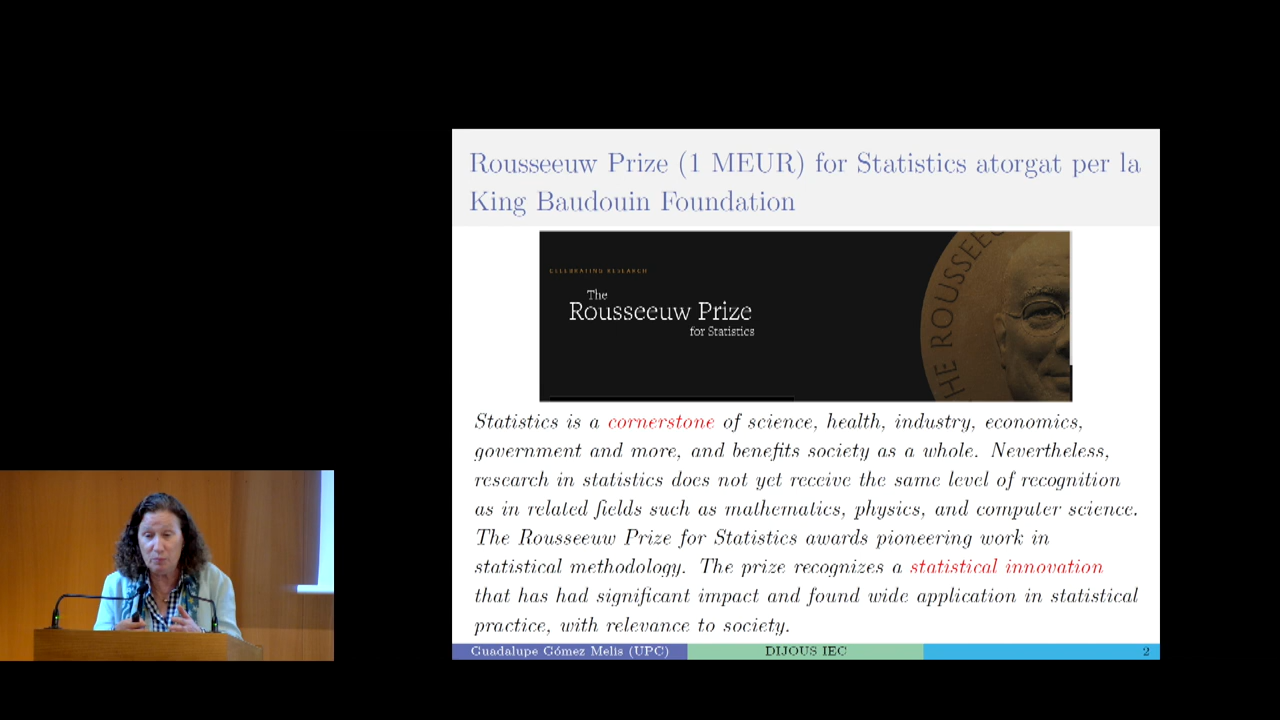 Rousseeuw Prize (1 MEUR) for Statistics atorgat per la
King Baudouin Foundation
CELEBRATING RESEARCH
The
Rousseeuw Prize
for Statistics
THE ROUSSEE
Statistics is a cornerstone of science, health, industry, economics,
government and more, and benefits society as a whole. Nevertheless,
research in statistics does not yet receive the same level of recognition
as in related fields such as mathematics, physics, and computer science.
The Rousseeuw Prize for Statistics awards pioneering work in
statistical methodology. The prize recognizes a statistical innovation
that has had significant impact and found wide application in statistical
practice, with relevance to society.
Guadalupe Gómez Melis (UPC) DIJOUS IEC 2